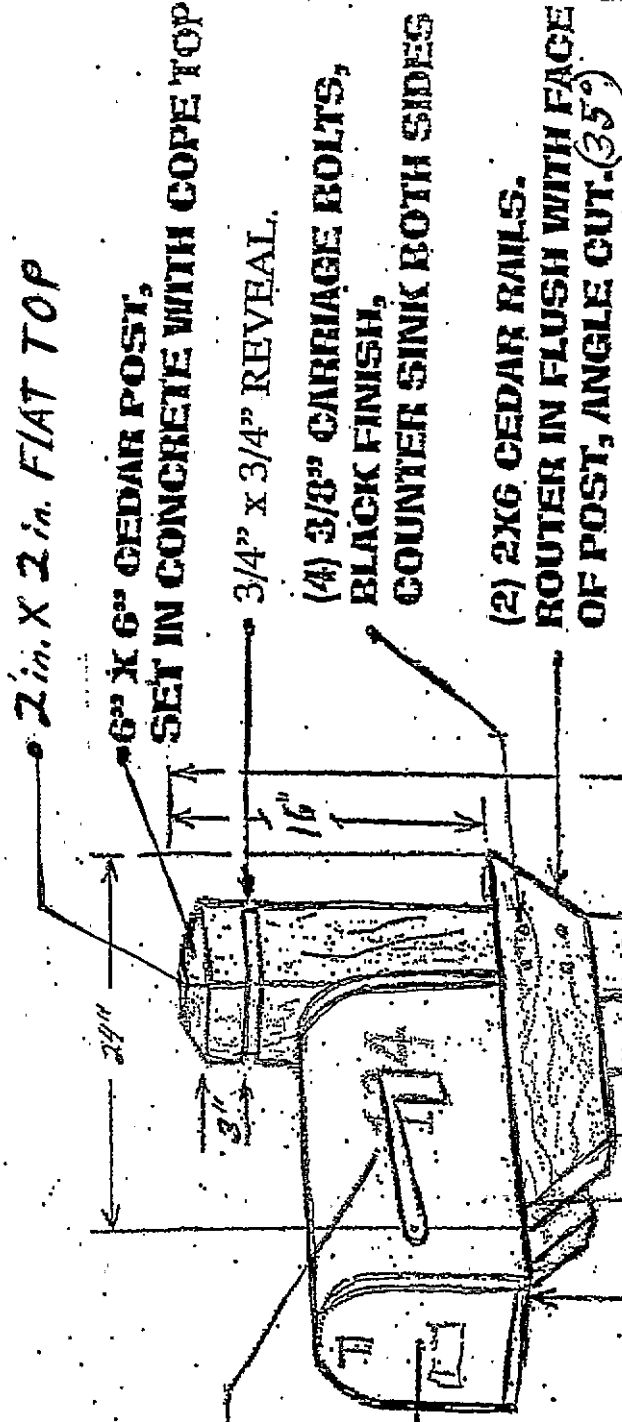 2 in. X 2 in. FLAT TOP
6" X 6" CEDAR POST,
SET IN CONCRETE WITH COPE TOP
3/4" x 3/4" REVEAL.
(4) 3/8" CARRIAGE BOLTS,
BLACK FINISH,
COUNTER SINK BOTH SIDES
(2) 2X6 CEDAR RAILS.
ROUTER IN FLUSH WITH FACE
OF POST, ANGLE CUT. (35°)
24"
3"
16"